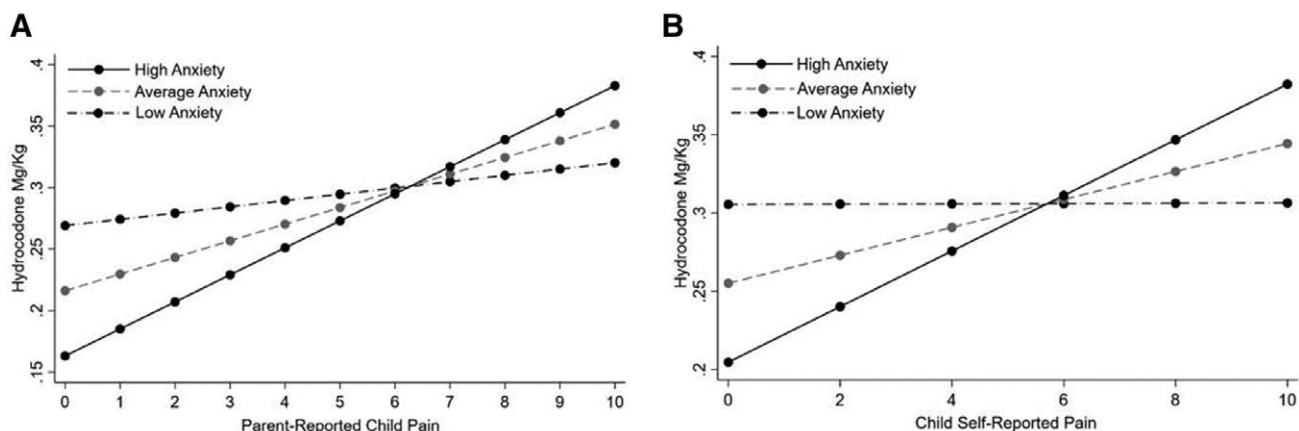 A
High Anxiety
Average Anxiety
Low Anxiety
Hydrocodone Mg/Kg
.4
.35
.3
.25
.2
.15
0 1 2 3 4 5 6 7 8 9 10
Parent-Reported Child Pain
B
High Anxiety
Average Anxiety
Low Anxiety
Hydrocodone Mg/Kg
.4
.35
.3
.25
.2
0 2 4 6 8 10
Child Self-Reported Pain